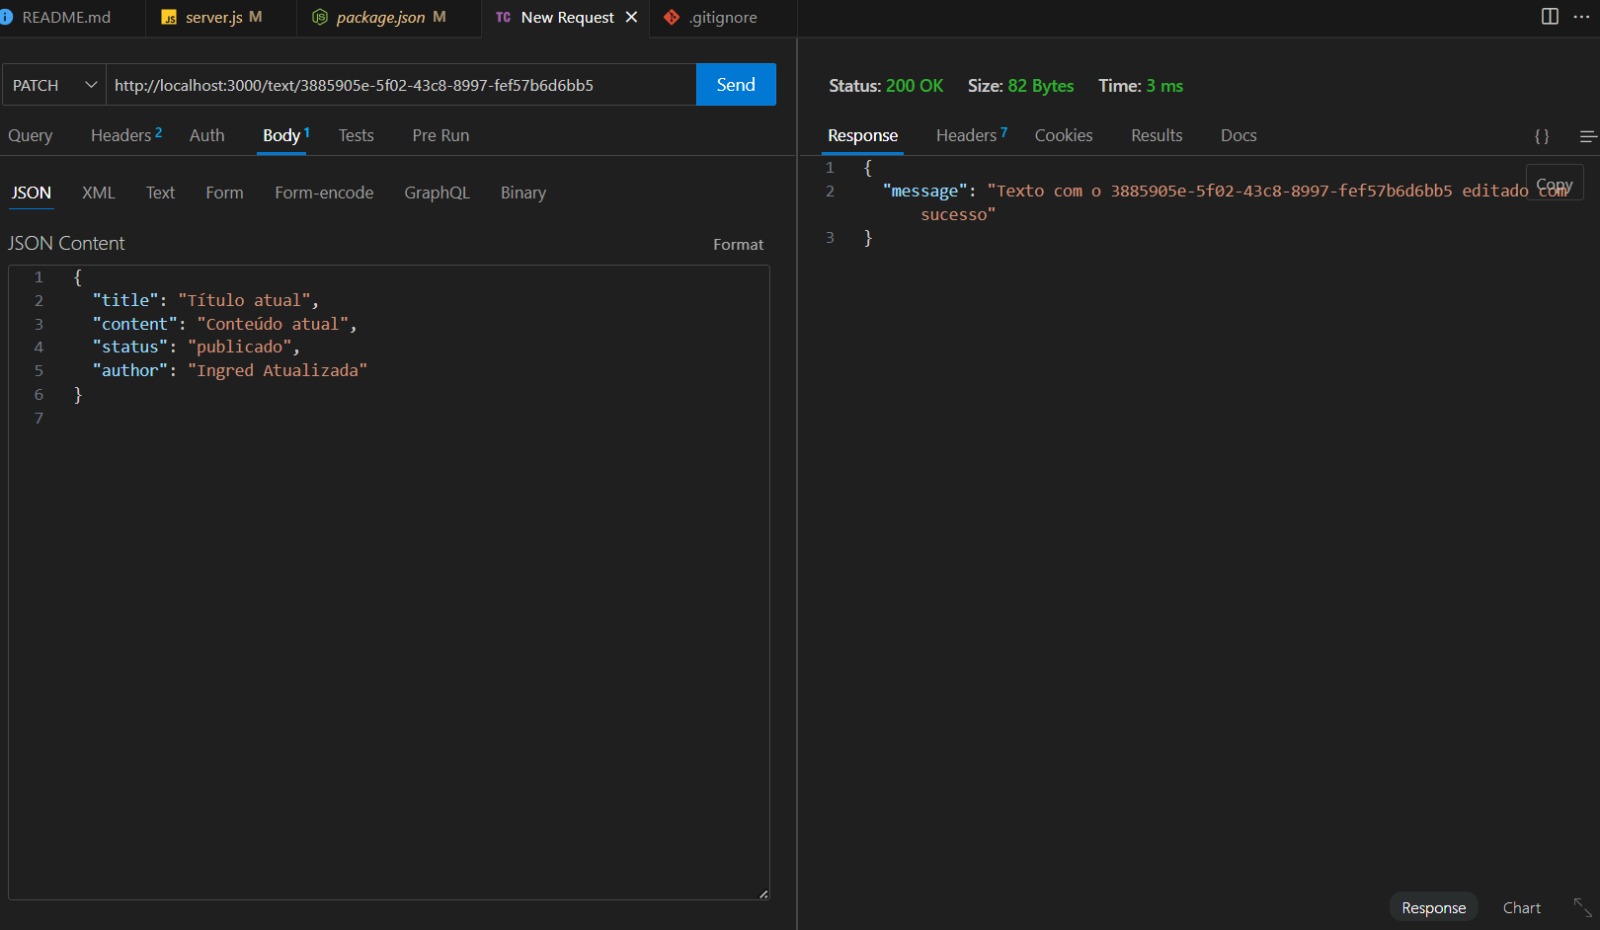 README.md
JS server.js M
package.json M
TC New Request
.gitignore
PATCH http://localhost:3000/text/3885905e-5f02-43c8-8997-fef57b6d6bb5 Send
Query Headers 2 Auth Body 1 Tests Pre Run
JSON XML Text Form Form-encode GraphQL Binary
JSON Content Format
1 {
2 "title": "Título atual",
3 "content": "Conteúdo atual",
4 "status": "publicado",
5 "author": "Ingred Atualizada"
6 }
7
Status: 200 OK Size: 82 Bytes Time: 3 ms
Response Headers 7 Cookies Results Docs { }
Copy
1 {
2 "message": "Texto com o 3885905e-5f02-43c8-8997-fef57b6d6bb5 editado com
sucesso"
3 }
Response Chart